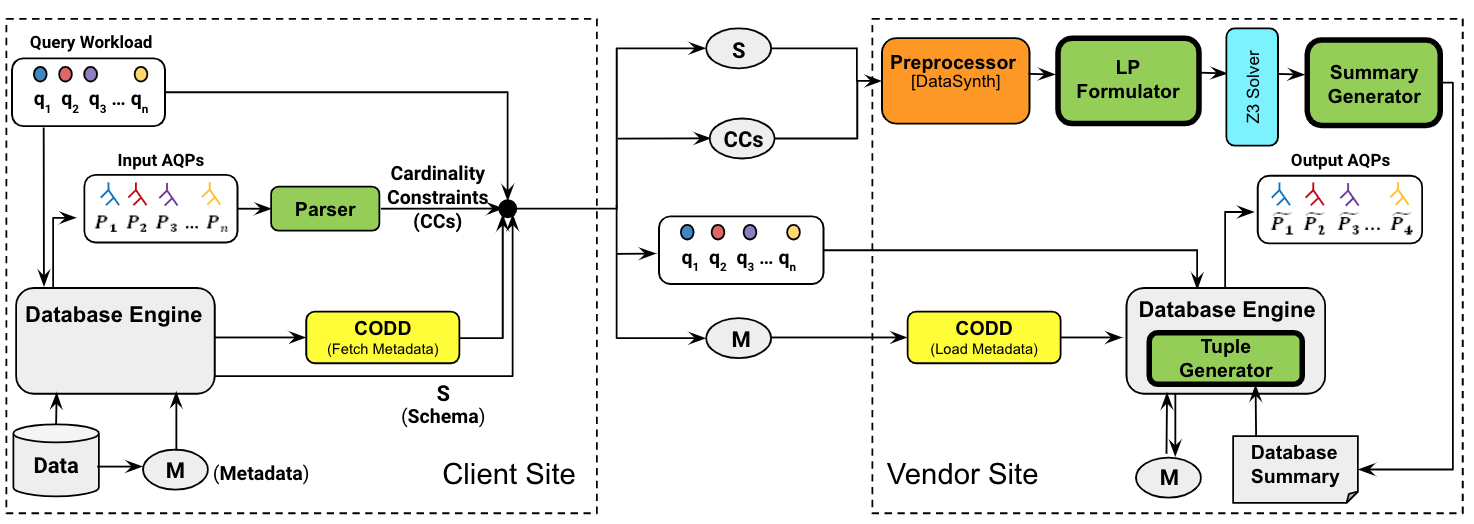 Query Workload
q1 q2 q3 ... qn
Input AQPs
P1 P2 P3 ... Pn
Parser
Cardinality
Constraints
(CCs)
Database Engine
CODD
(Fetch Metadata)
S
(Schema)
Data
M
(Metadata)
Client Site
S
CCs
q1 q2 q3 ... qn
M
Vendor Site
Preprocessor
[DataSynth]
LP
Formulator
Z3 Solver
Summary
Generator
Output AQPs
P̃1 P̃2 P̃3 ... P̃4
CODD
(Load Metadata)
Database Engine
Tuple
Generator
M
Database
Summary